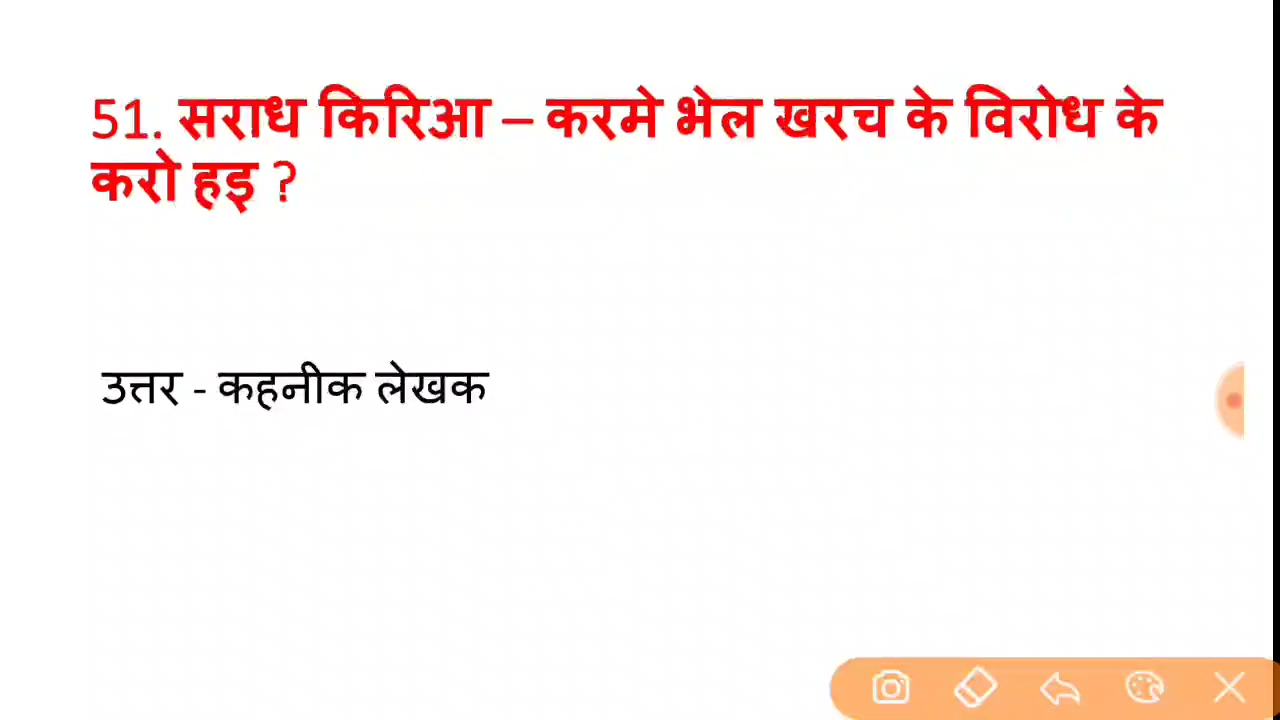 51. सराध किरिआ – करमे भेल खरच के विरोध के
करो हइ ?
उत्तर - कहनीक लेखक